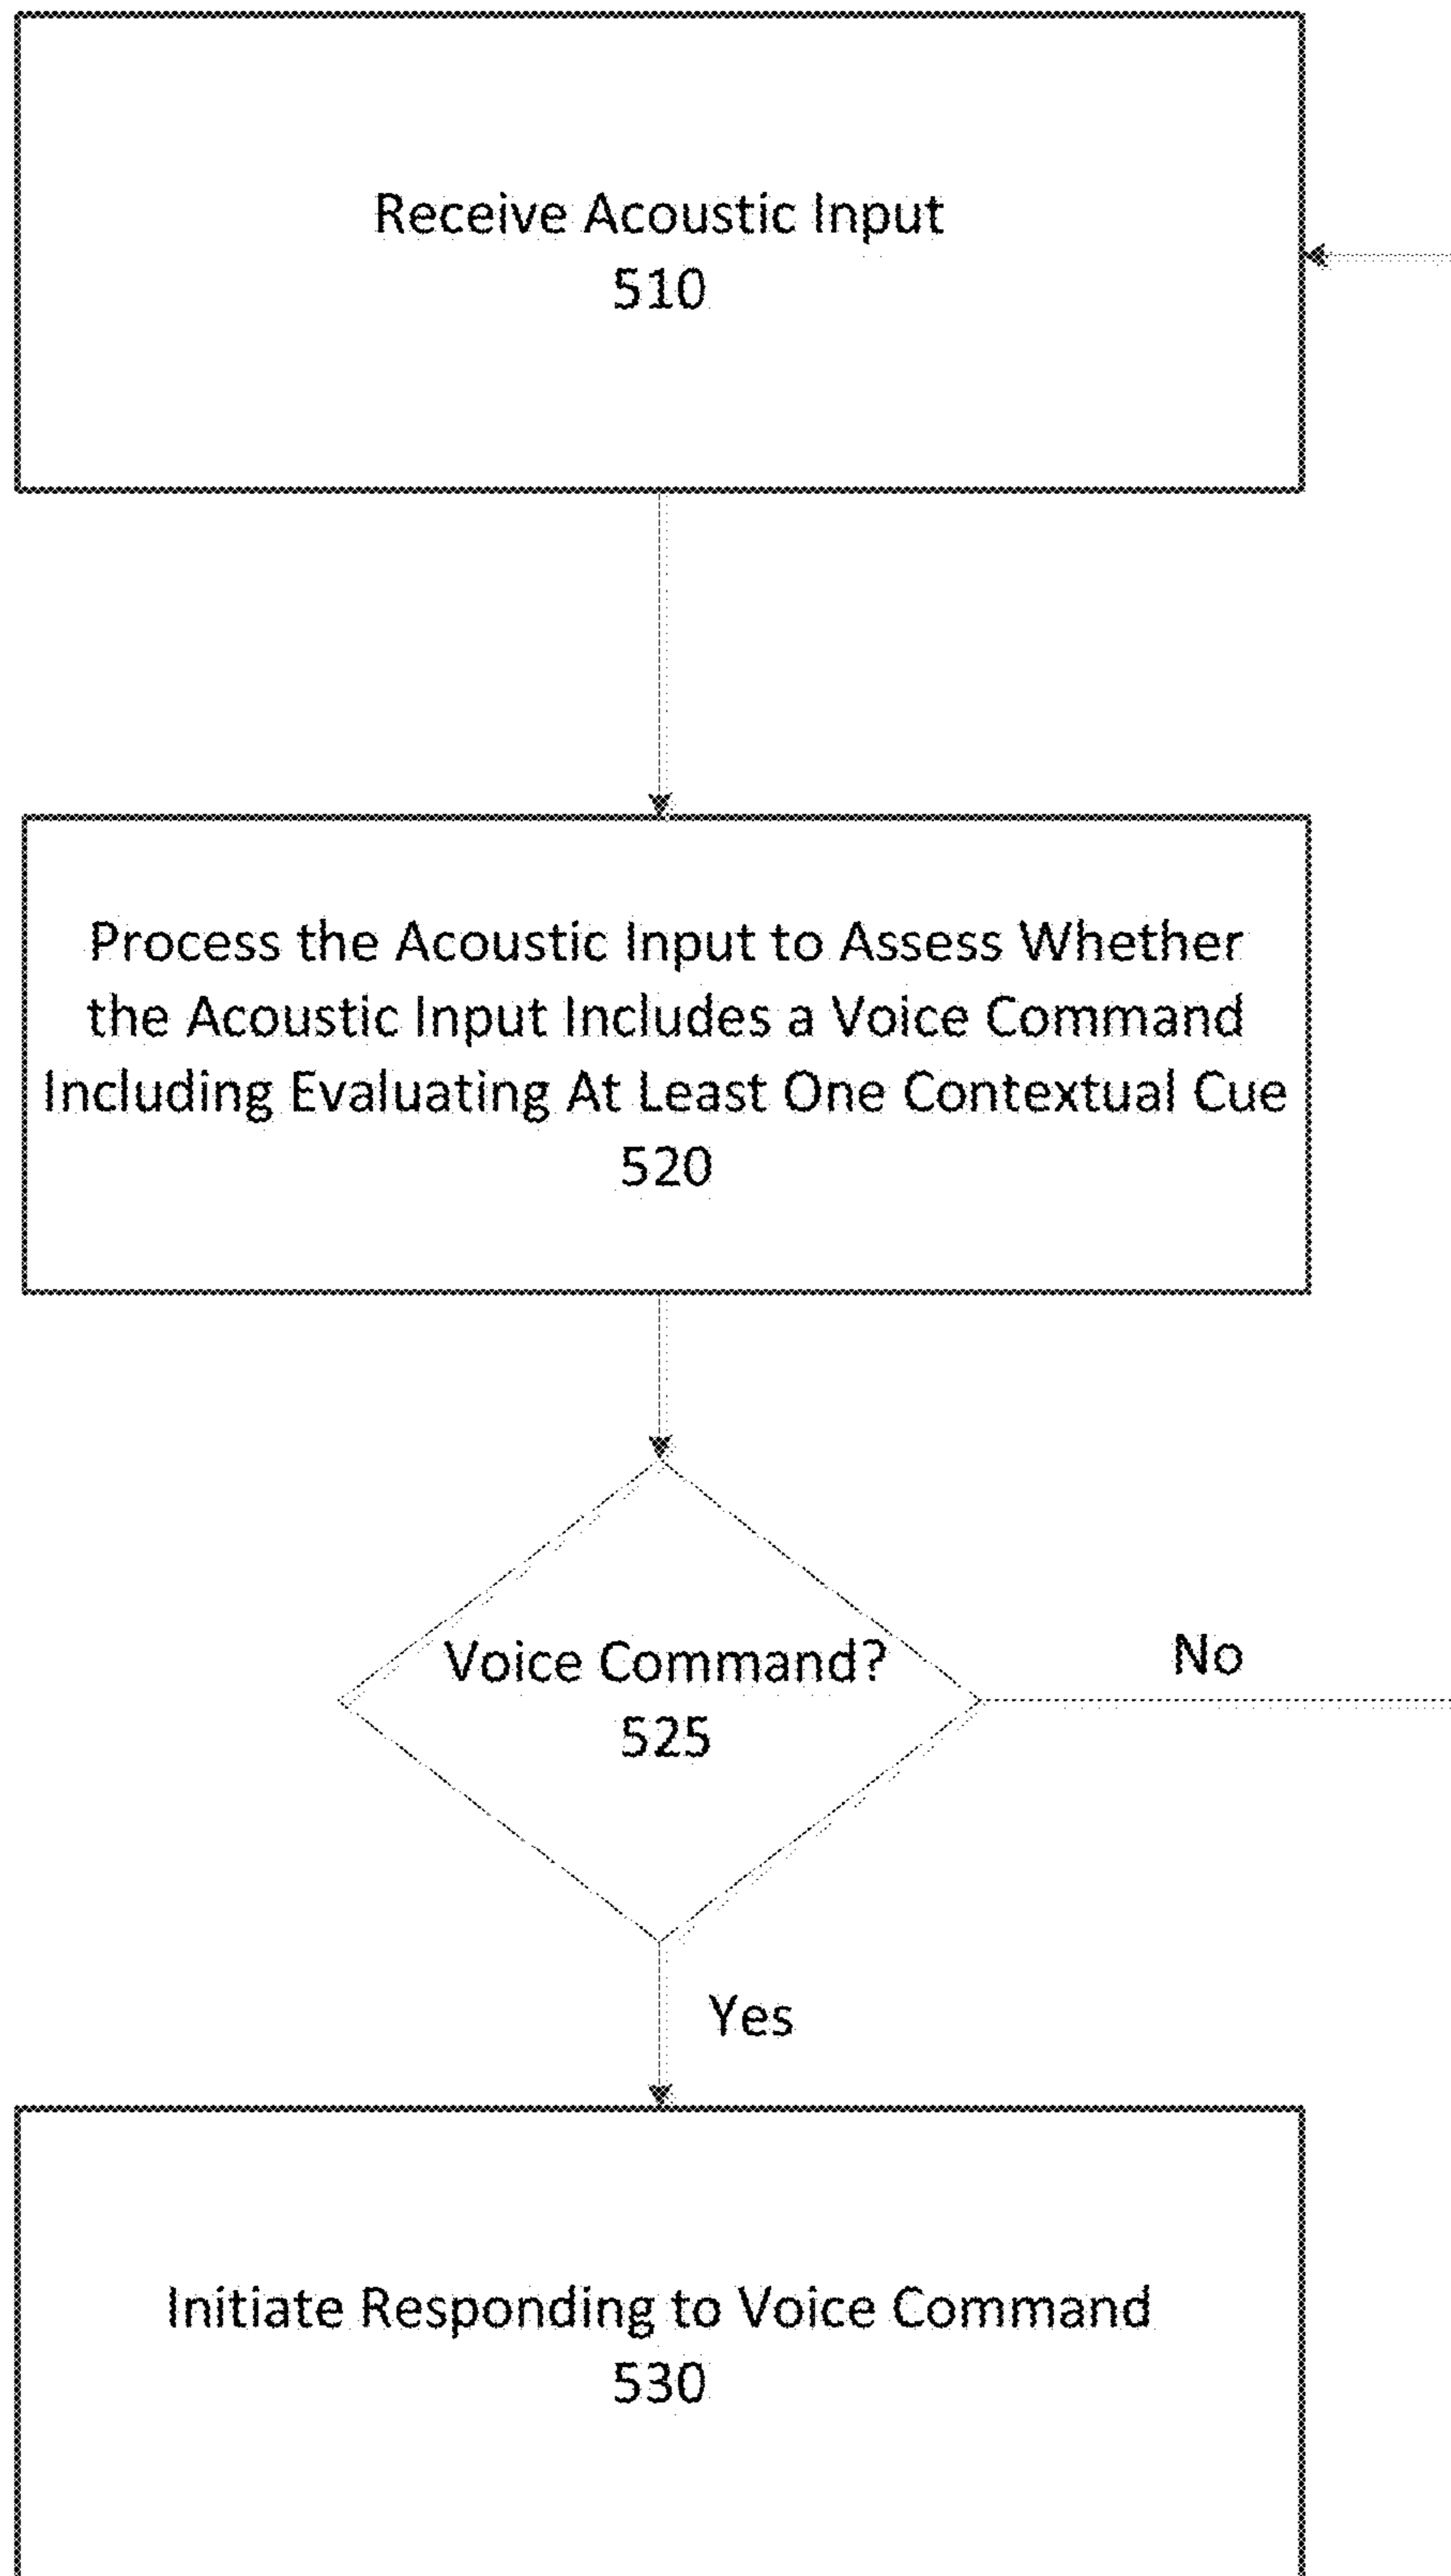 Receive Acoustic Input
510
Process the Acoustic Input to Assess Whether
the Acoustic Input Includes a Voice Command
Including Evaluating At Least One Contextual Cue
520
Voice Command?
525
No
Yes
Initiate Responding to Voice Command
530